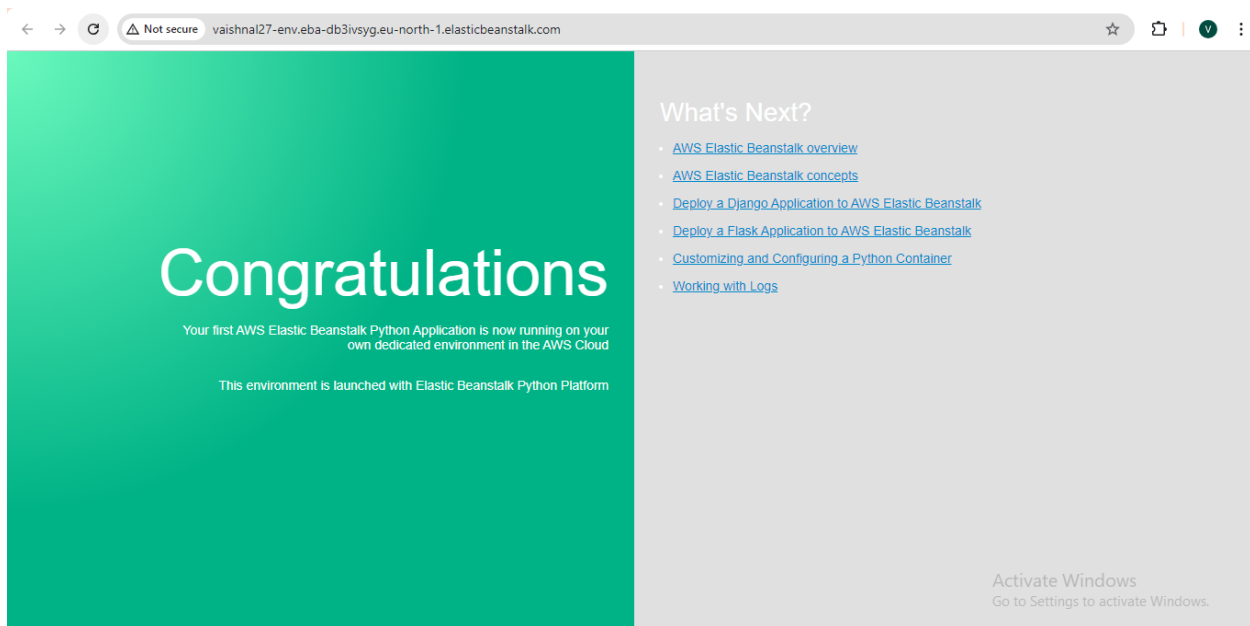 Not secure
vaishnal27-env.eba-db3ivsyg.eu-north-1.elasticbeanstalk.com
V
Congratulations
Your first AWS Elastic Beanstalk Python Application is now running on your
own dedicated environment in the AWS Cloud
This environment is launched with Elastic Beanstalk Python Platform
What's Next?
AWS Elastic Beanstalk overview
AWS Elastic Beanstalk concepts
Deploy a Django Application to AWS Elastic Beanstalk
Deploy a Flask Application to AWS Elastic Beanstalk
Customizing and Configuring a Python Container
Working with Logs
Activate Windows
Go to Settings to activate Windows.